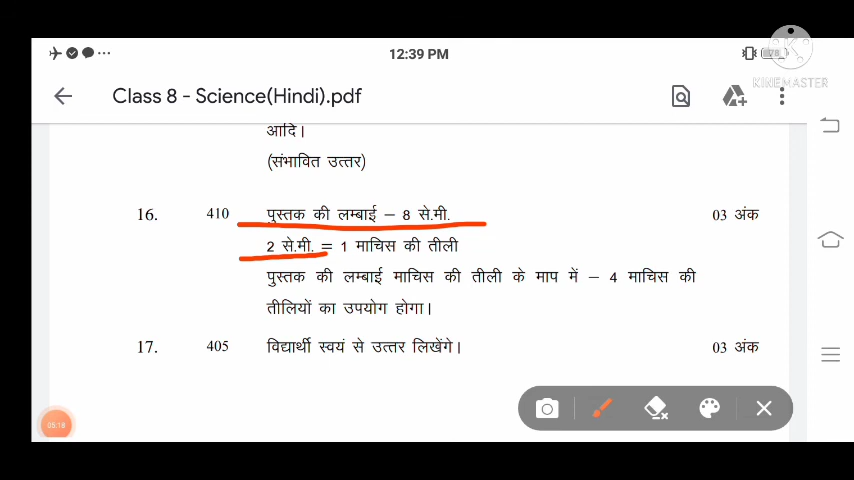 12:39 PM
78
KINEMASTER
Class 8 - Science(Hindi).pdf
आदि।
(संभावित उत्तर)
16. 410 पुस्तक की लम्बाई – 8 से.मी. 03 अंक
2 से.मी. = 1 माचिस की तीली
पुस्तक की लम्बाई माचिस की तीली के माप में – 4 माचिस की
तीलियों का उपयोग होगा।
17. 405 विद्यार्थी स्वयं से उत्तर लिखेंगे। 03 अंक
05:18